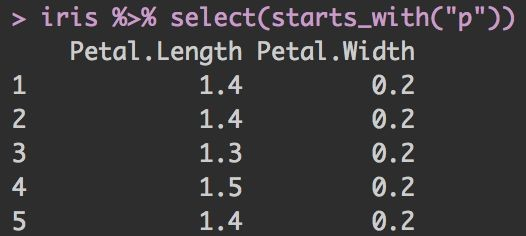 > iris %>% select(starts_with("p"))
Petal.Length Petal.Width
1 1.4 0.2
2 1.4 0.2
3 1.3 0.2
4 1.5 0.2
5 1.4 0.2